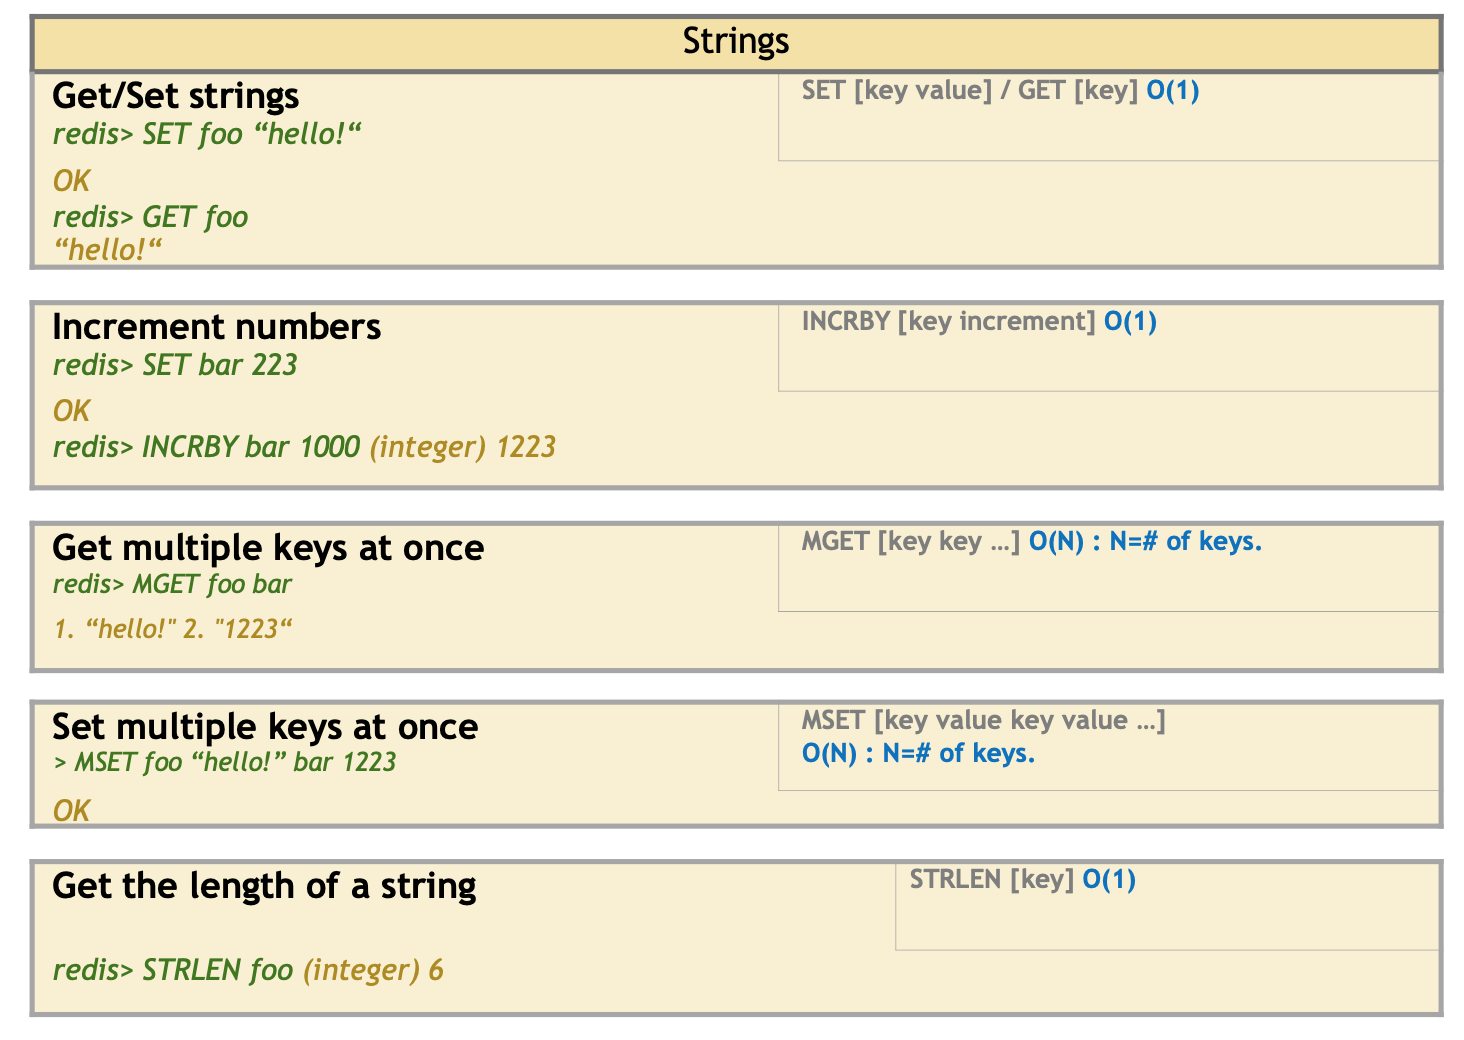 Strings
Get/Set strings
SET [key value] / GET [key] O(1)
redis> SET foo “hello!“
OK
redis> GET foo
“hello!“
Increment numbers
INCRBY [key increment] O(1)
redis> SET bar 223
OK
redis> INCRBY bar 1000 (integer) 1223
Get multiple keys at once
MGET [key key …] O(N) : N=# of keys.
redis> MGET foo bar
1. “hello!" 2. "1223“
Set multiple keys at once
MSET [key value key value …]
O(N) : N=# of keys.
> MSET foo “hello!” bar 1223
OK
Get the length of a string
STRLEN [key] O(1)
redis> STRLEN foo (integer) 6